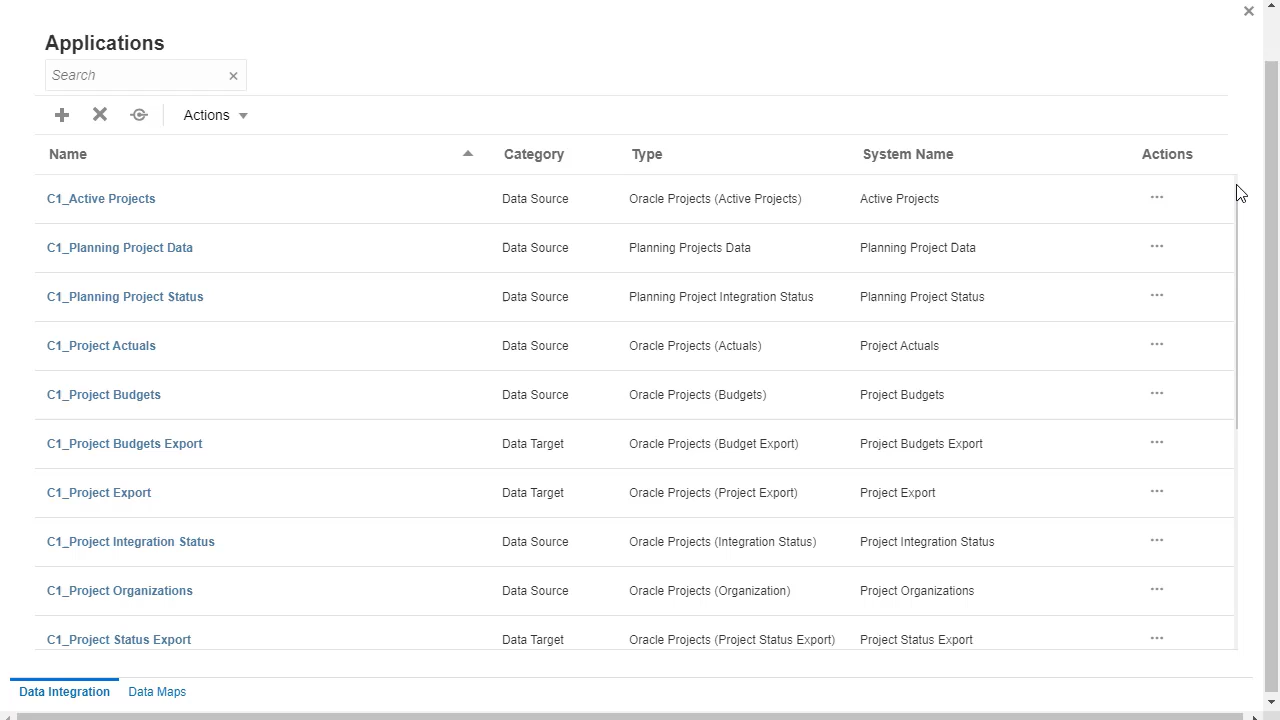 Applications
Search
Actions
Name Category Type System Name Actions
C1_Active Projects Data Source Oracle Projects (Active Projects) Active Projects
C1_Planning Project Data Data Source Planning Projects Data Planning Project Data
C1_Planning Project Status Data Source Planning Project Integration Status Planning Project Status
C1_Project Actuals Data Source Oracle Projects (Actuals) Project Actuals
C1_Project Budgets Data Source Oracle Projects (Budgets) Project Budgets
C1_Project Budgets Export Data Target Oracle Projects (Budget Export) Project Budgets Export
C1_Project Export Data Target Oracle Projects (Project Export) Project Export
C1_Project Integration Status Data Source Oracle Projects (Integration Status) Project Integration Status
C1_Project Organizations Data Source Oracle Projects (Organization) Project Organizations
C1_Project Status Export Data Target Oracle Projects (Project Status Export) Project Status Export
Data Integration Data Maps